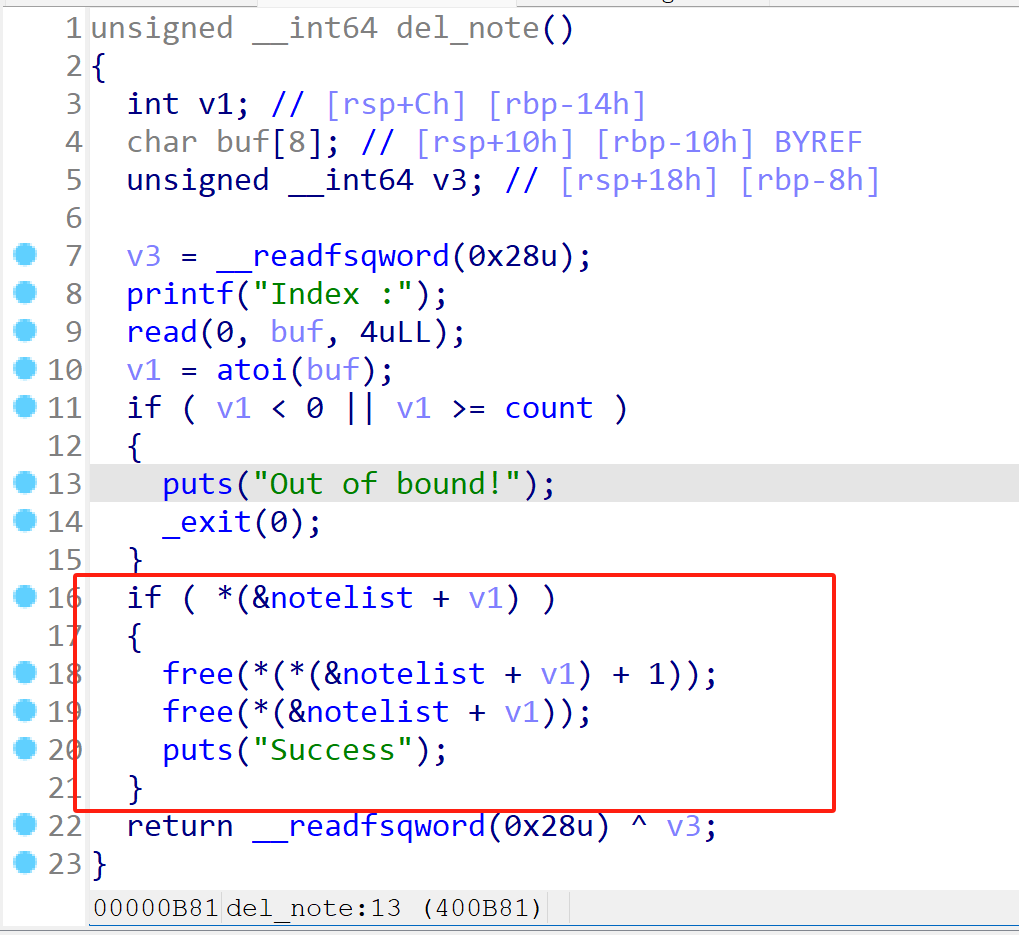 1 unsigned __int64 del_note()
2 {
3   int v1; // [rsp+Ch] [rbp-14h]
4   char buf[8]; // [rsp+10h] [rbp-10h] BYREF
5   unsigned __int64 v3; // [rsp+18h] [rbp-8h]
6
7   v3 = __readfsqword(0x28u);
8   printf("Index :");
9   read(0, buf, 4uLL);
10   v1 = atoi(buf);
11   if ( v1 < 0 || v1 >= count )
12   {
13     puts("Out of bound!");
14     _exit(0);
15   }
16   if ( *(&notelist + v1) )
17   {
18     free(*(*(&notelist + v1) + 1));
19     free(*(&notelist + v1));
20     puts("Success");
21   }
22   return __readfsqword(0x28u) ^ v3;
23 }
00000B81 del_note:13 (400B81)